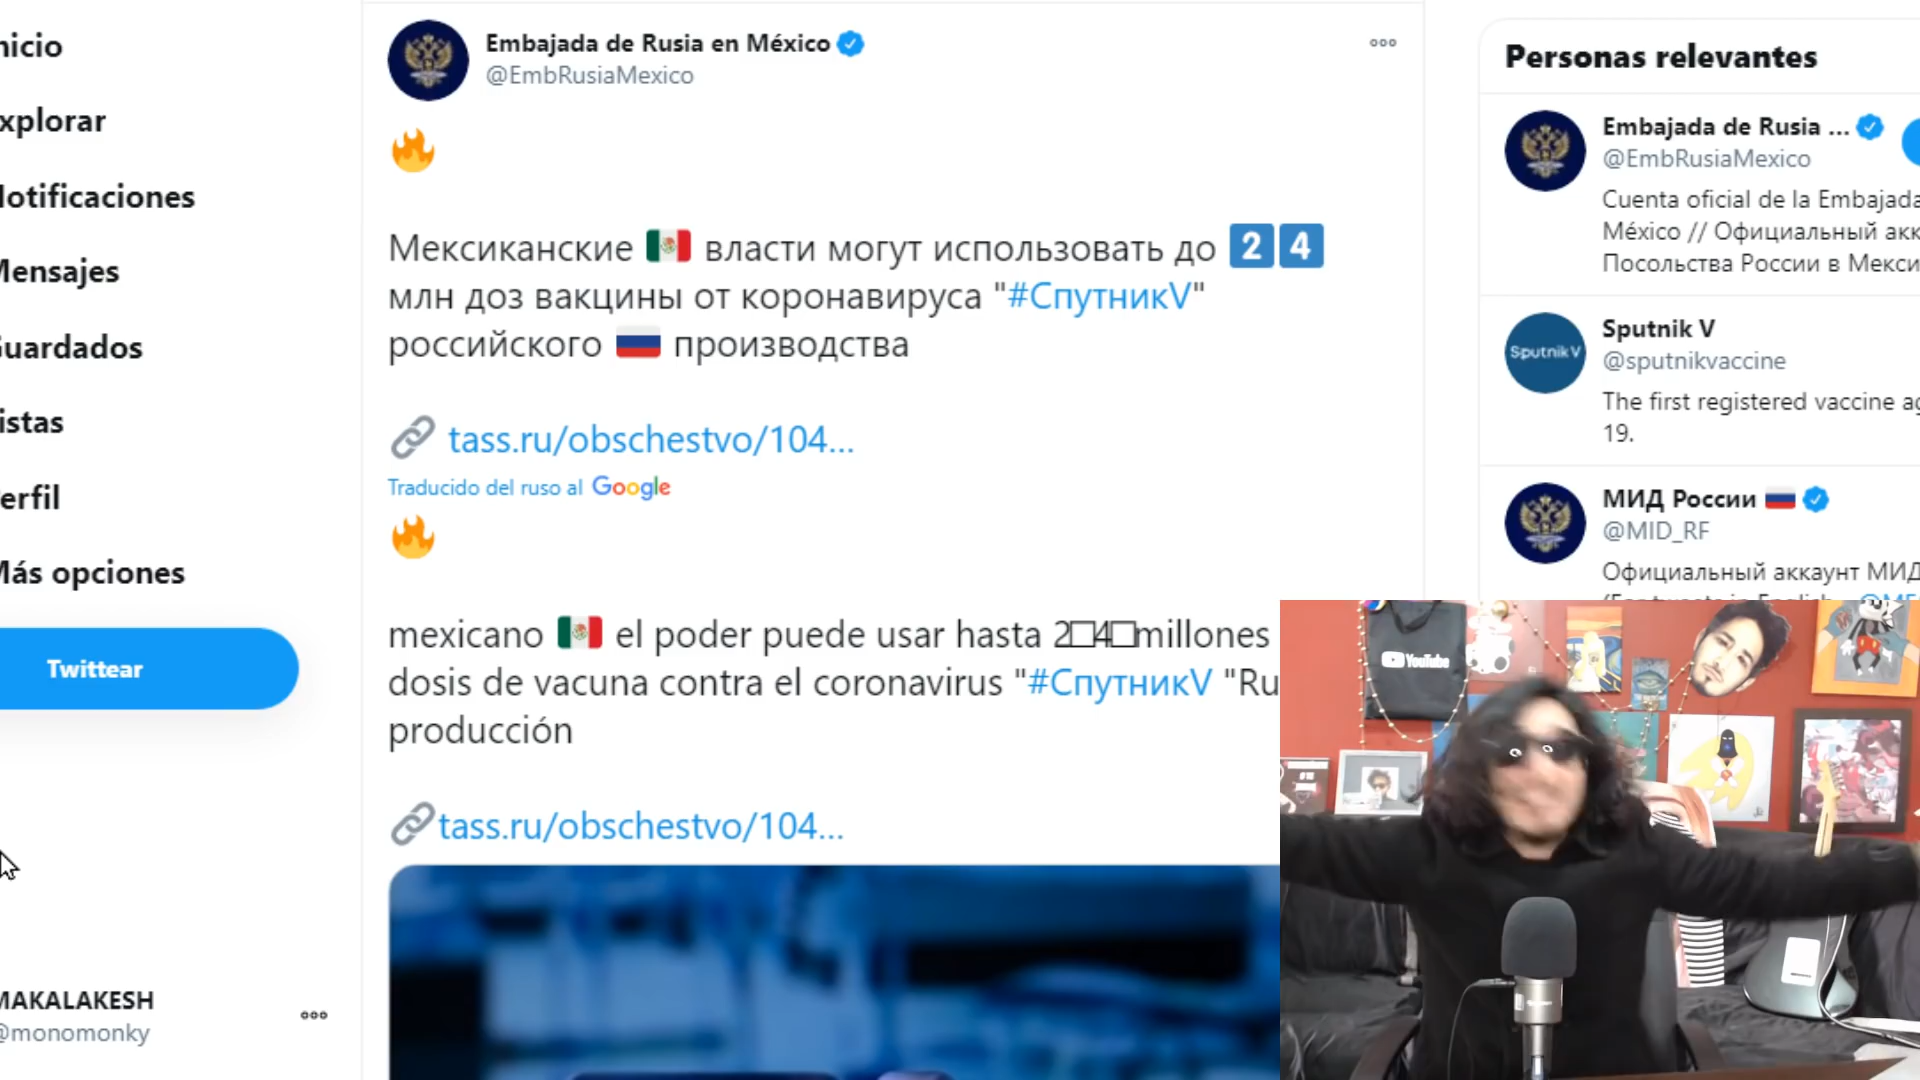 nicio
xplorar
Notificaciones
Mensajes
Guardados
istas
erfil
Más opciones
Twittear
MAKALAKESH
@monomonky
Embajada de Rusia en México
@EmbRusiaMexico
🔥
Мексиканские 🇲🇽 власти могут использовать до 2️⃣4️⃣
млн доз вакцины от коронавируса "#СпутникV"
российского 🇷🇺 производства
🔗 tass.ru/obschestvo/104...
Traducido del ruso al Google
🔥
mexicano 🇲🇽 el poder puede usar hasta 2□4□millones
dosis de vacuna contra el coronavirus "#СпутникV "Ru
producción
🔗tass.ru/obschestvo/104...
Personas relevantes
Embajada de Rusia ...
@EmbRusiaMexico
Cuenta oficial de la Embajada
México // Официальный акк
Посольства России в Мекси
Sputnik V
Sputnik V
@sputnikvaccine
The first registered vaccine ag
19.
МИД России 🇷🇺
@MID_RF
Официальный аккаунт МИД
YouTube